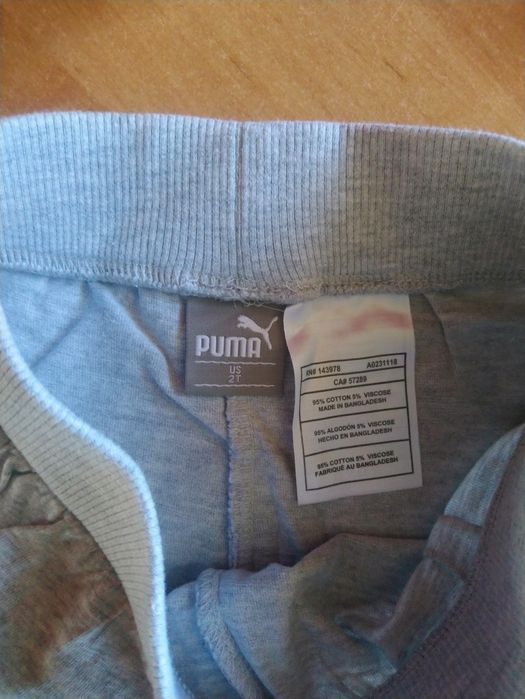 PUMA
US
2T
RN# 143978 A0231118
CA# 57289
95% COTTON 5% VISCOSE
MADE IN BANGLADESH
95% ALGODÓN 5% VISCOSE
HECHO EN BANGLADESH
95% COTTON 5% VISCOSE
FABRIQUÉ AU BANGLADESH